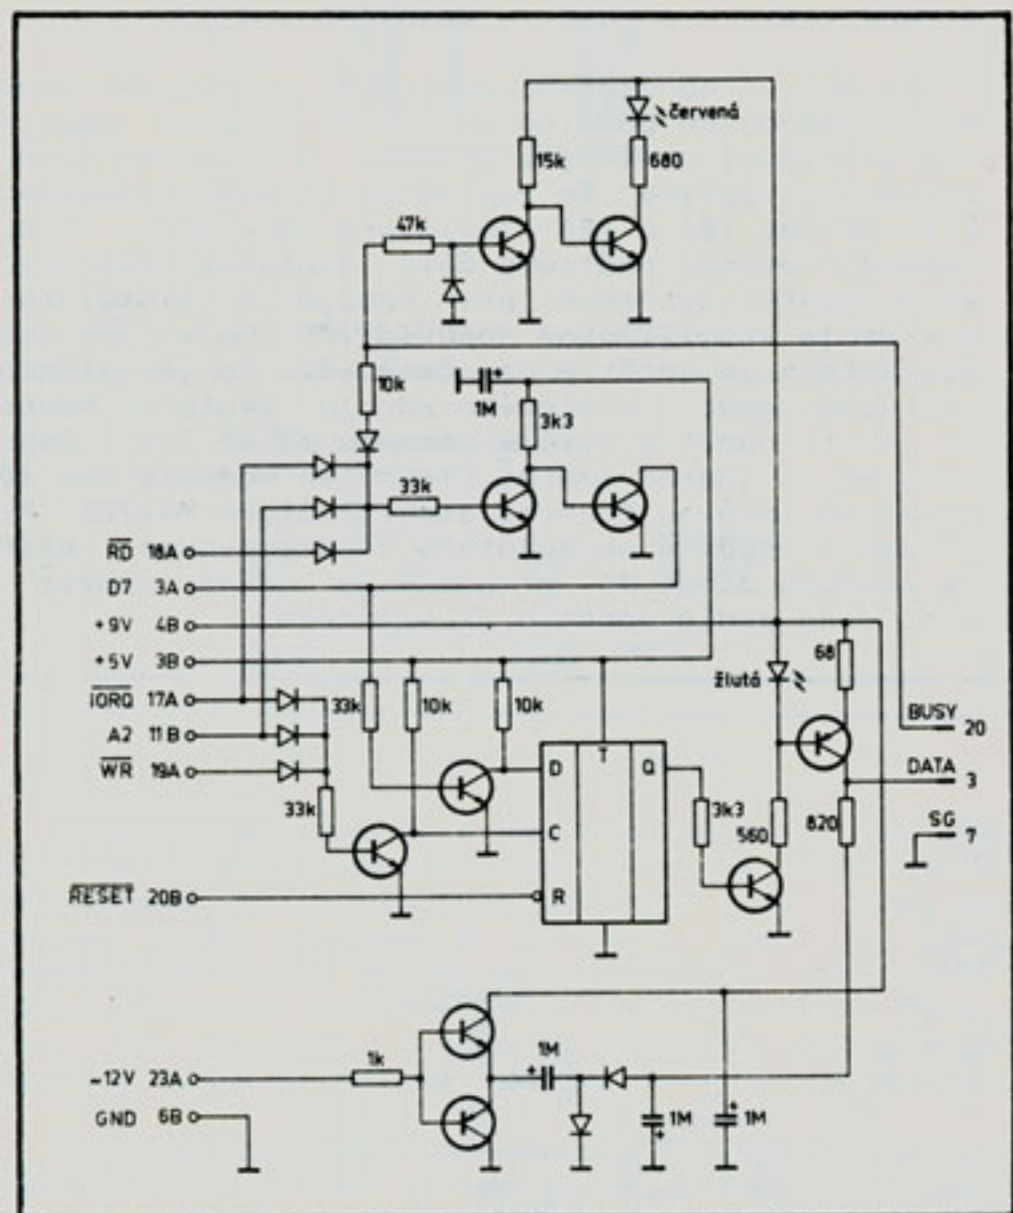 červená
15k
680
47k
10k
1M
3k3
33k
RD 18A
D7 3A
+9V 4B
+5V 3B
68
žlutá
IORQ 17A
33k
10k
10k
BUSY
20
A2 11B
WR 19A
D
T
Q
DATA
3
33k
3k3
560
820
SG
7
C
RESET 20B
R
1k
1M
~12V 23A
GND 6B
1M
1M